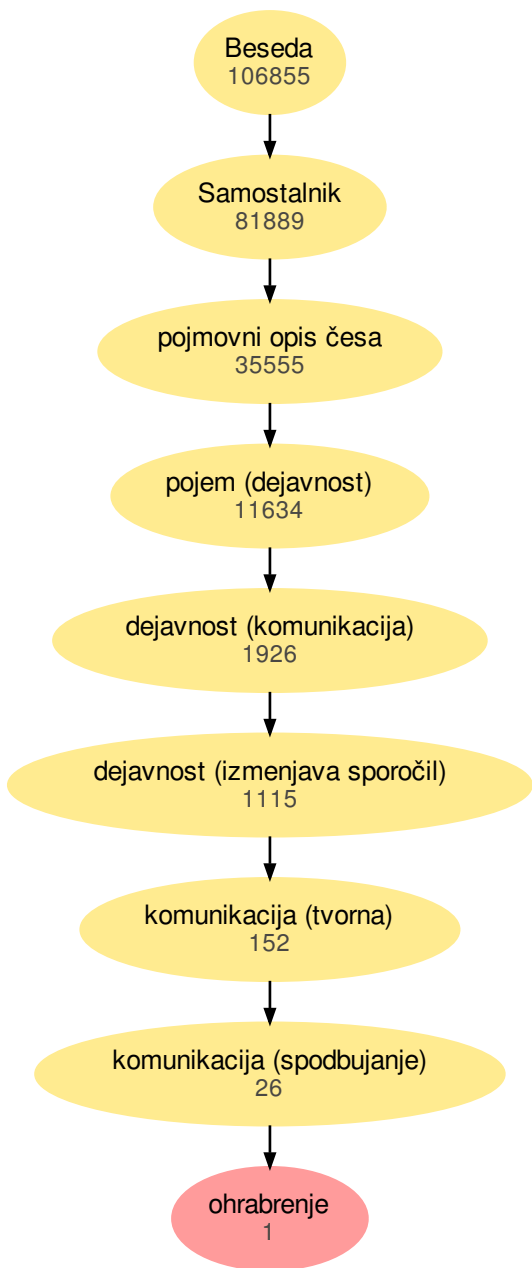 Beseda
106855
Samostalnik
81889
pojmovni opis česa
35555
pojem (dejavnost)
11634
dejavnost (komunikacija)
1926
dejavnost (izmenjava sporočil)
1115
komunikacija (tvorna)
152
komunikacija (spodbujanje)
26
ohrabrenje
1